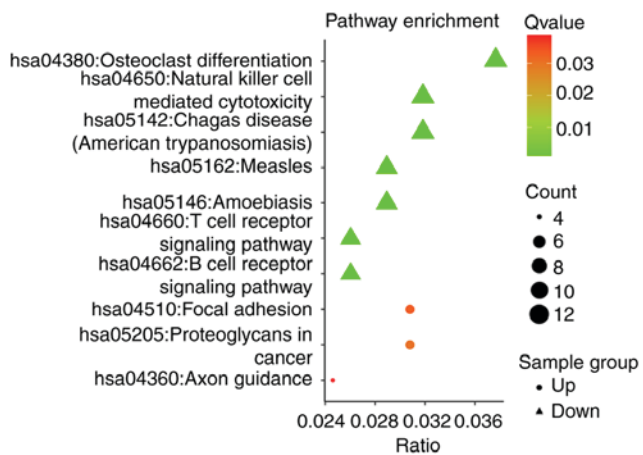 Pathway enrichment
hsa04380:Osteoclast differentiation
hsa04650:Natural killer cell
mediated cytotoxicity
hsa05142:Chagas disease
(American trypanosomiasis)
hsa05162:Measles
hsa05146:Amoebiasis
hsa04660:T cell receptor
signaling pathway
hsa04662:B cell receptor
signaling pathway
hsa04510:Focal adhesion
hsa05205:Proteoglycans in
cancer
hsa04360:Axon guidance
0.024 0.028 0.032 0.036
Ratio
Qvalue
0.03
0.02
0.01
Count
4
6
8
10
12
Sample group
Up
Down